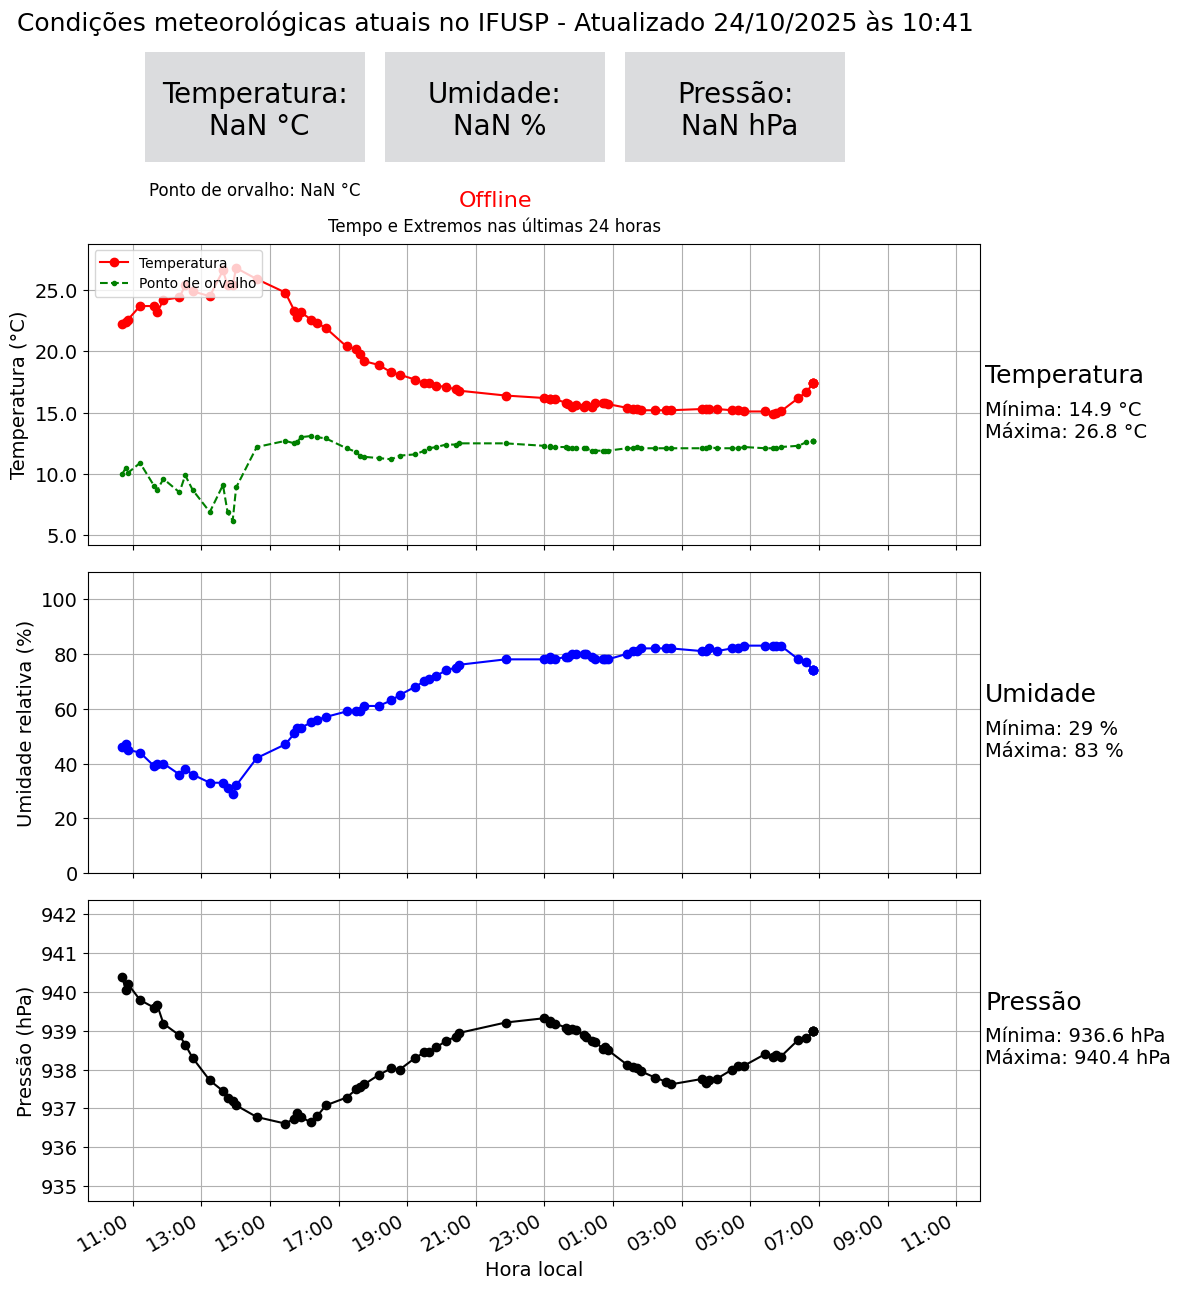 Condições meteorológicas atuais no IFUSP - Atualizado 24/10/2025 às 10:41
Temperatura:
NaN °C
Umidade:
NaN %
Pressão:
NaN hPa
Ponto de orvalho: NaN °C
Offline
Tempo e Extremos nas últimas 24 horas
Temperatura
Ponto de orvalho
Temperatura (°C)
25.0
20.0
15.0
10.0
5.0
Temperatura
Mínima: 14.9 °C
Máxima: 26.8 °C
Umidade relativa (%)
100
80
60
40
20
0
Umidade
Mínima: 29 %
Máxima: 83 %
Pressão (hPa)
942
941
940
939
938
937
936
935
Pressão
Mínima: 936.6 hPa
Máxima: 940.4 hPa
11:00 13:00 15:00 17:00 19:00 21:00 23:00 01:00 03:00 05:00 07:00 09:00 11:00
Hora local